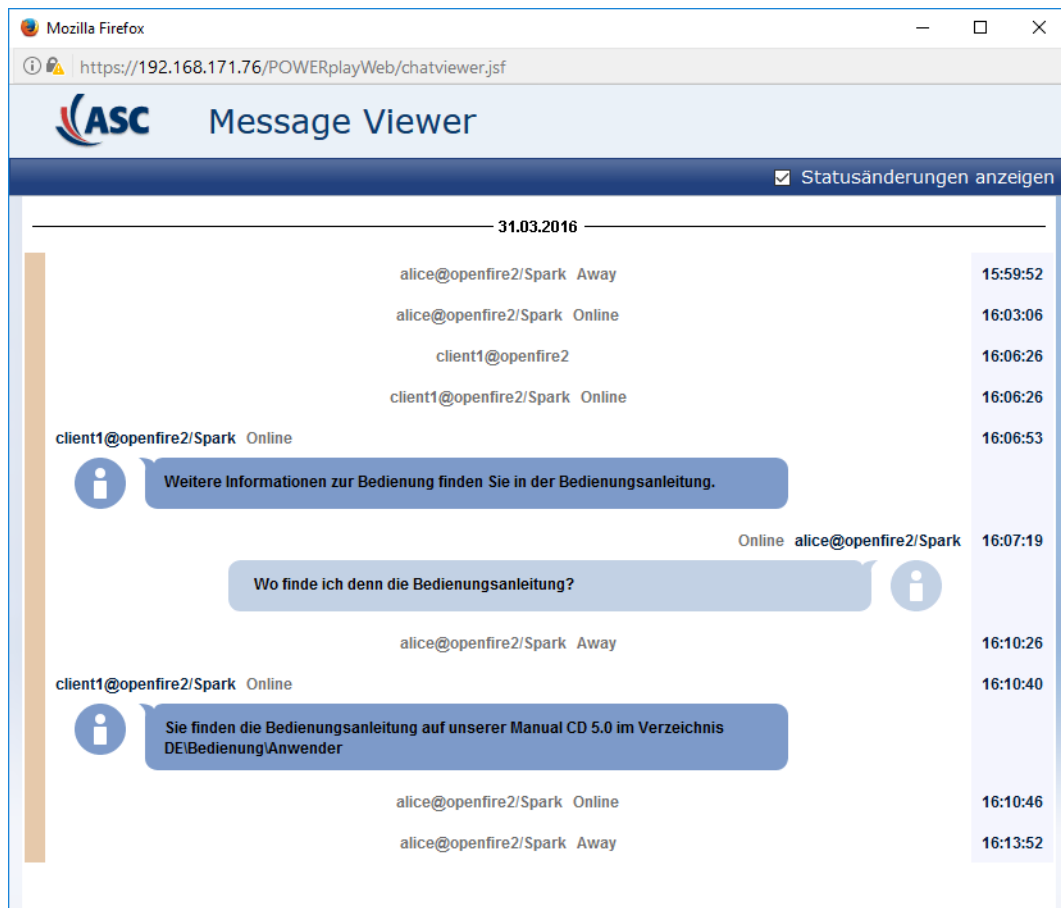 Mozilla Firefox
https://192.168.171.76/POWERplayWeb/chatviewer.jsf
ASC Message Viewer
Statusänderungen anzeigen
31.03.2016
alice@openfire2/Spark Away 15:59:52
alice@openfire2/Spark Online 16:03:06
client1@openfire2 16:06:26
client1@openfire2/Spark Online 16:06:26
client1@openfire2/Spark Online 16:06:53
Weitere Informationen zur Bedienung finden Sie in der Bedienungsanleitung.
Online alice@openfire2/Spark 16:07:19
Wo finde ich denn die Bedienungsanleitung?
alice@openfire2/Spark Away 16:10:26
client1@openfire2/Spark Online 16:10:40
Sie finden die Bedienungsanleitung auf unserer Manual CD 5.0 im Verzeichnis
DE\Bedienung\Anwender
alice@openfire2/Spark Online 16:10:46
alice@openfire2/Spark Away 16:13:52